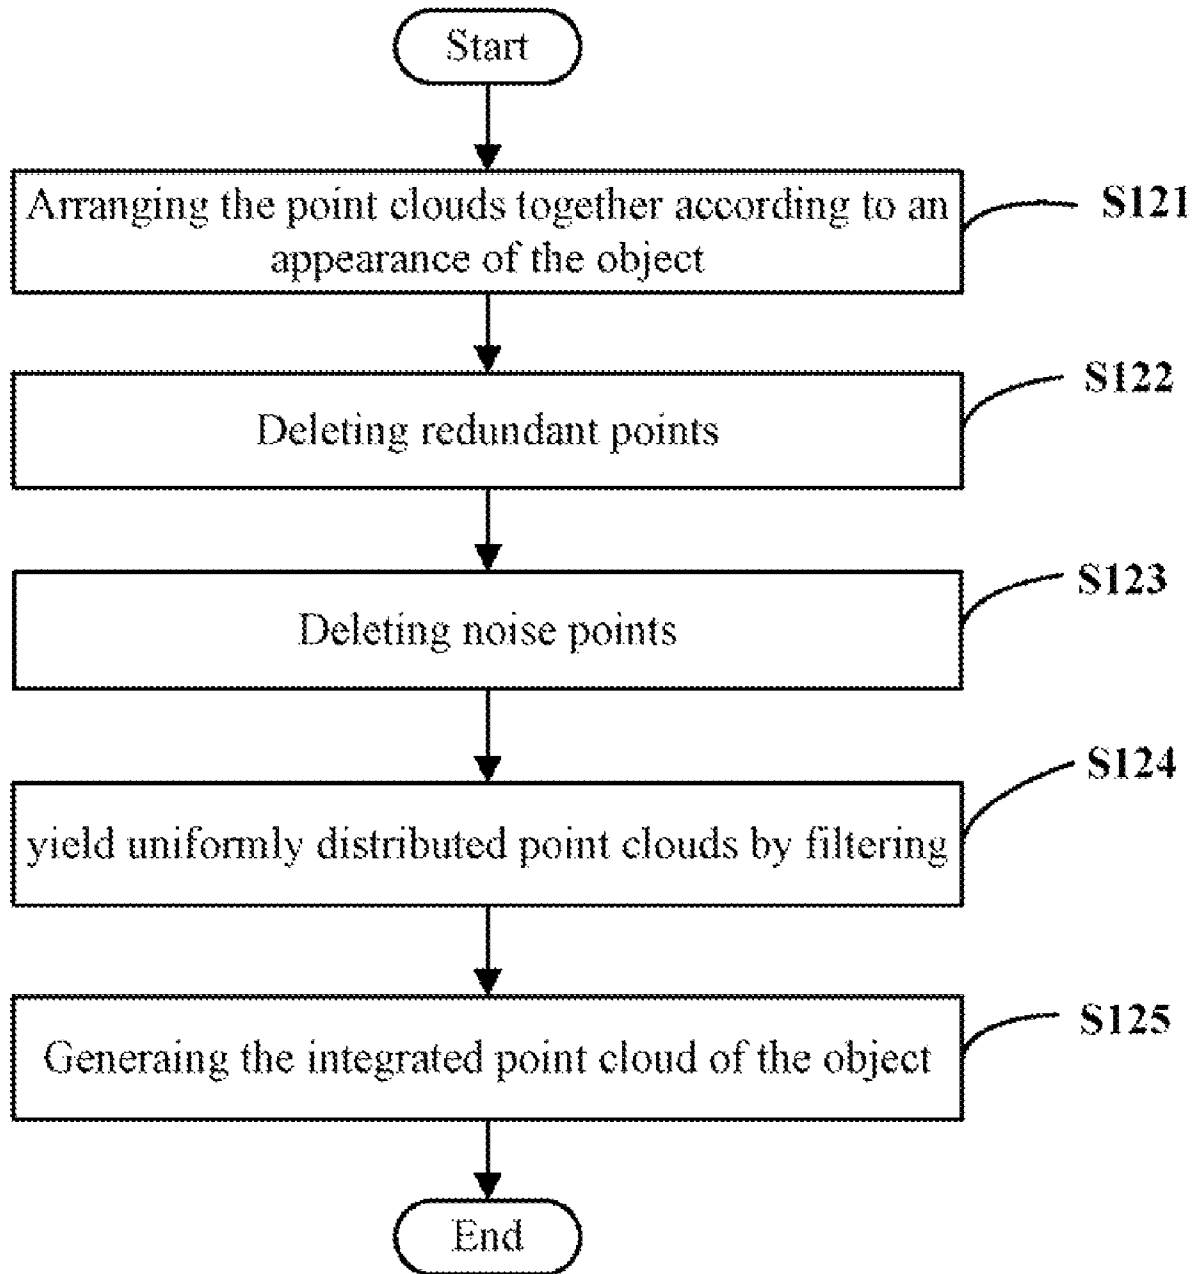 Start
Arranging the point clouds together according to an
appearance of the object
S121
Deleting redundant points
S122
Deleting noise points
S123
yield uniformly distributed point clouds by filtering
S124
Generaing the integrated point cloud of the object
S125
End